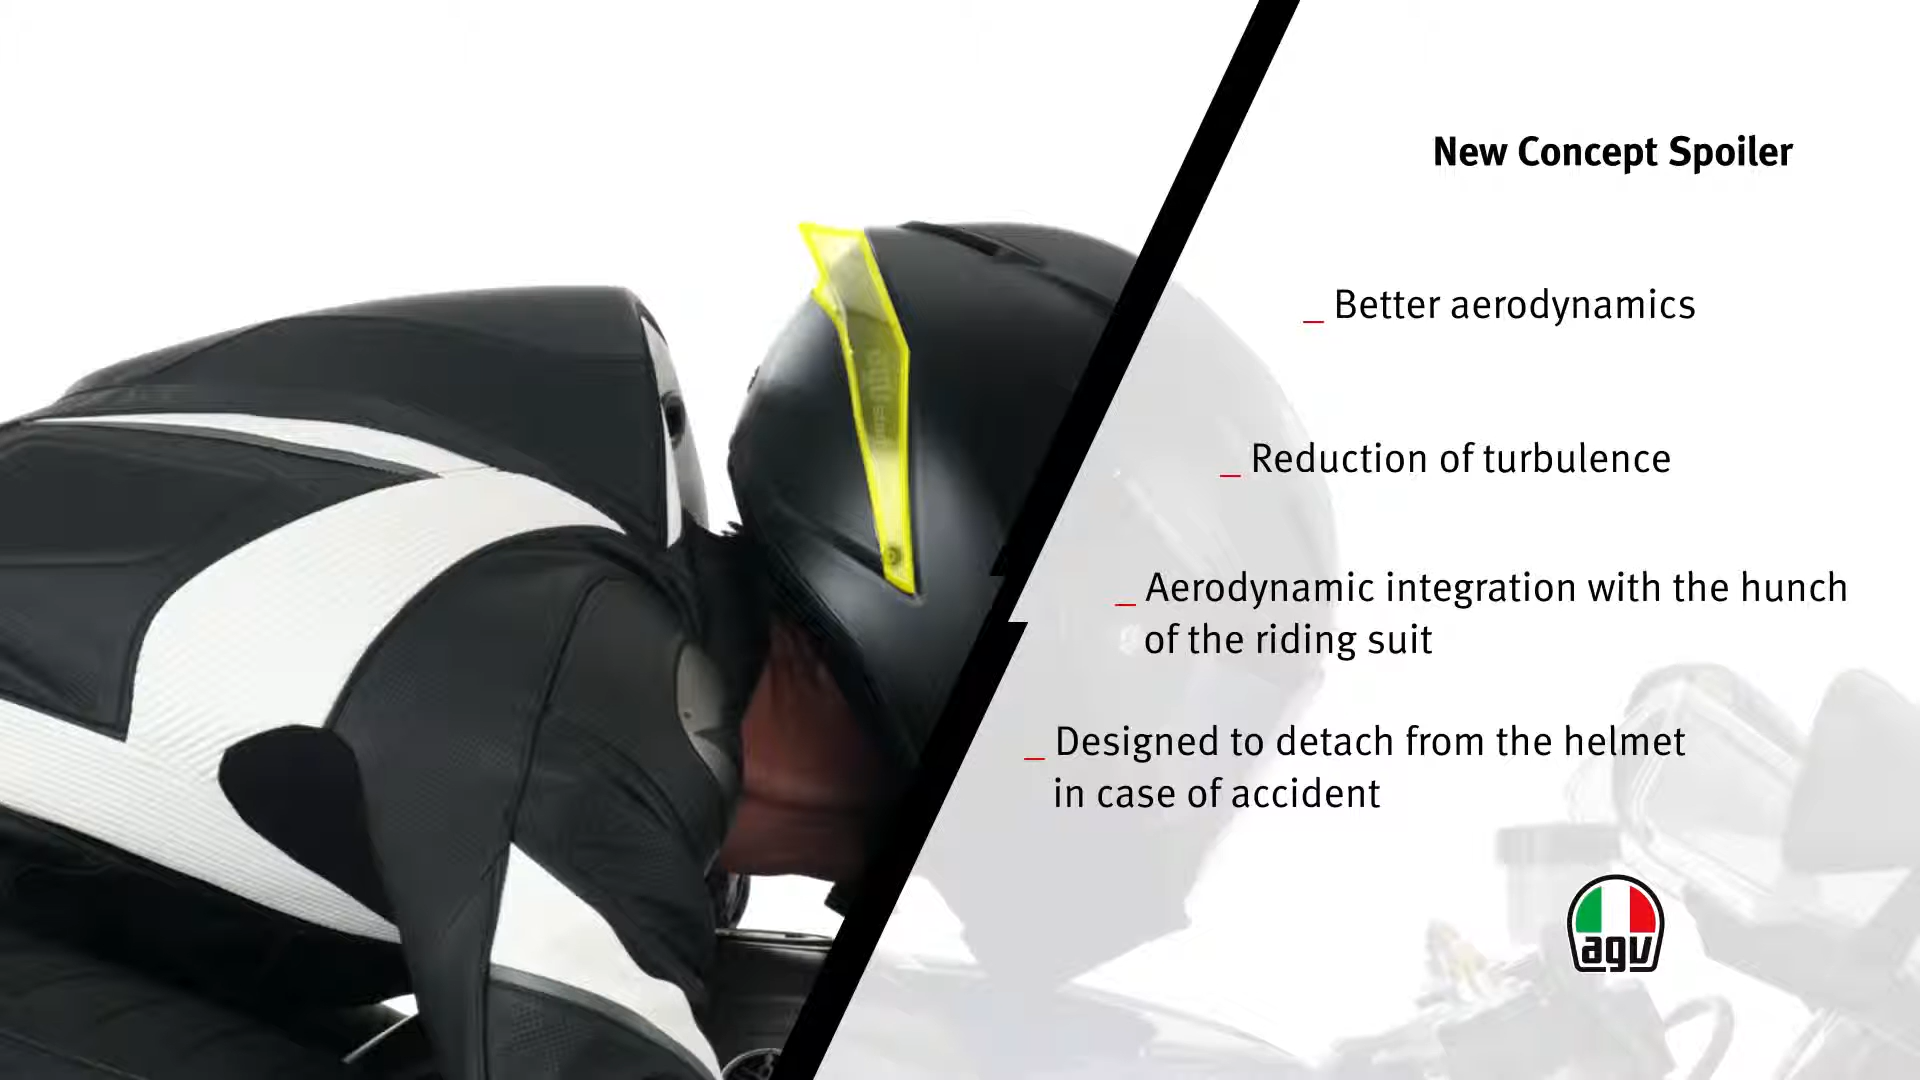 New Concept Spoiler
_ Better aerodynamics
_ Reduction of turbulence
_ Aerodynamic integration with the hunch
of the riding suit
_ Designed to detach from the helmet
in case of accident
agv